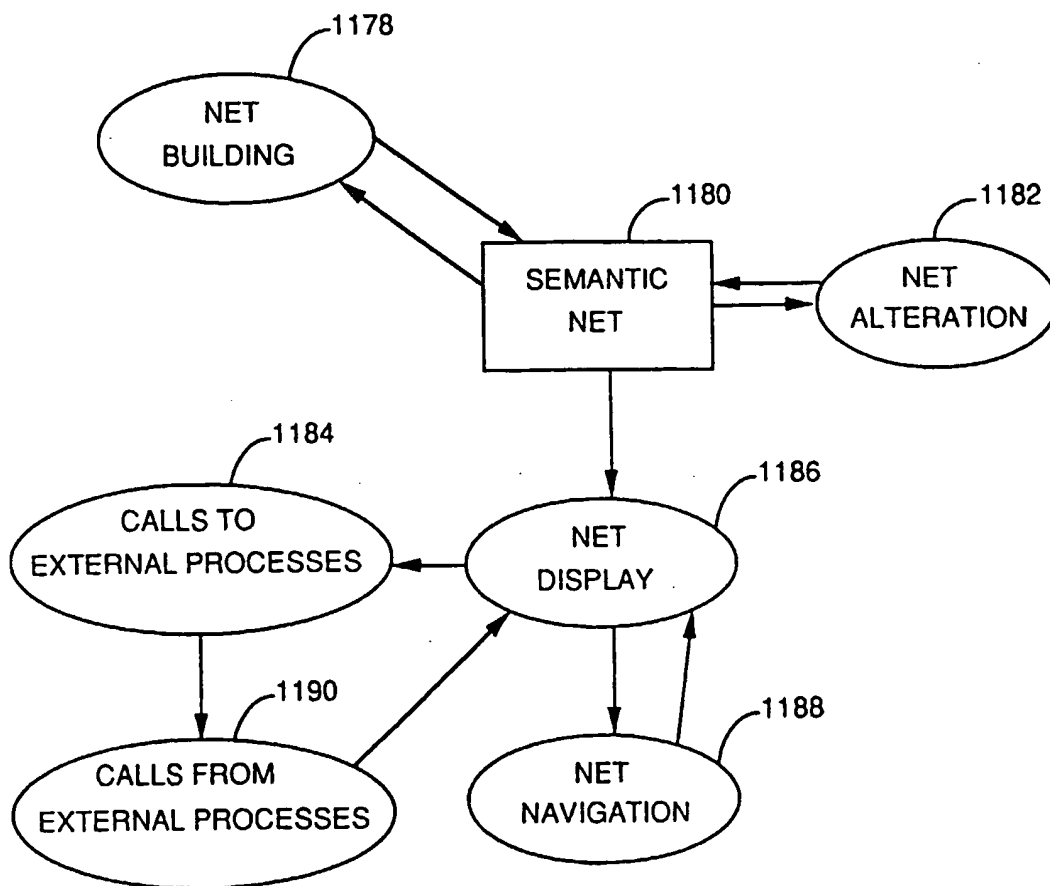 1178
NET
BUILDING
1180
SEMANTIC
NET
1182
NET
ALTERATION
1184
CALLS TO
EXTERNAL PROCESSES
1186
NET
DISPLAY
1190
CALLS FROM
EXTERNAL PROCESSES
1188
NET
NAVIGATION